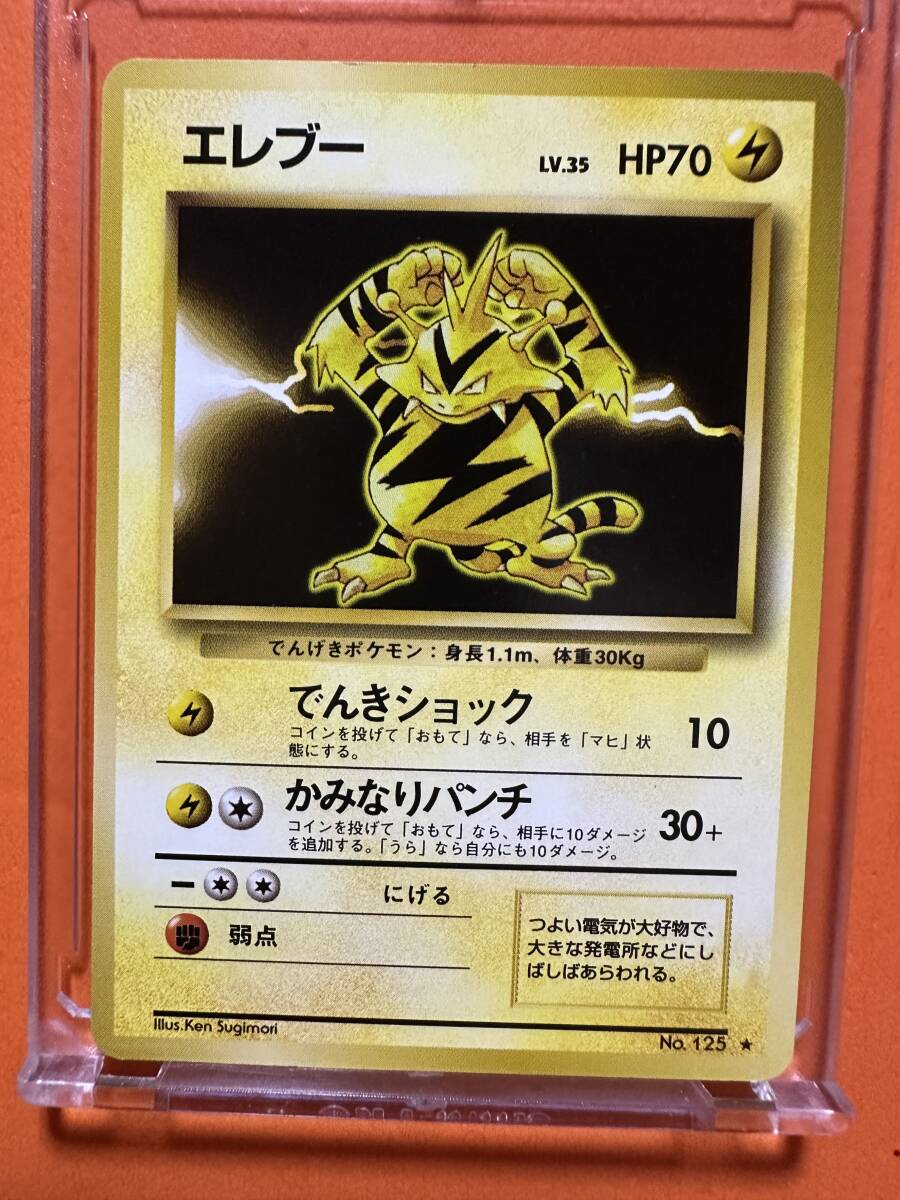 エレブー
LV.35 HP70
でんげきポケモン：身長1.1m、体重30Kg
でんきショック 10
コインを投げて「おもて」なら、相手を「マヒ」状
態にする。
かみなりパンチ 30+
コインを投げて「おもて」なら、相手に10ダメージ
を追加する。「うら」なら自分にも10ダメージ。
にげる
弱点
つよい電気が大好物で、
大きな発電所などにし
ばしばあらわれる。
Illus.Ken Sugimori
No. 125 ★